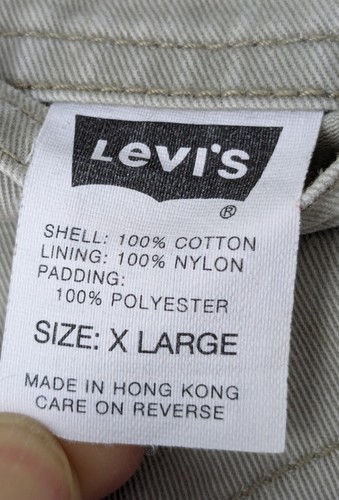 Levi's
®
SHELL: 100% COTTON
LINING: 100% NYLON
PADDING:
100% POLYESTER
SIZE: X LARGE
MADE IN HONG KONG
CARE ON REVERSE